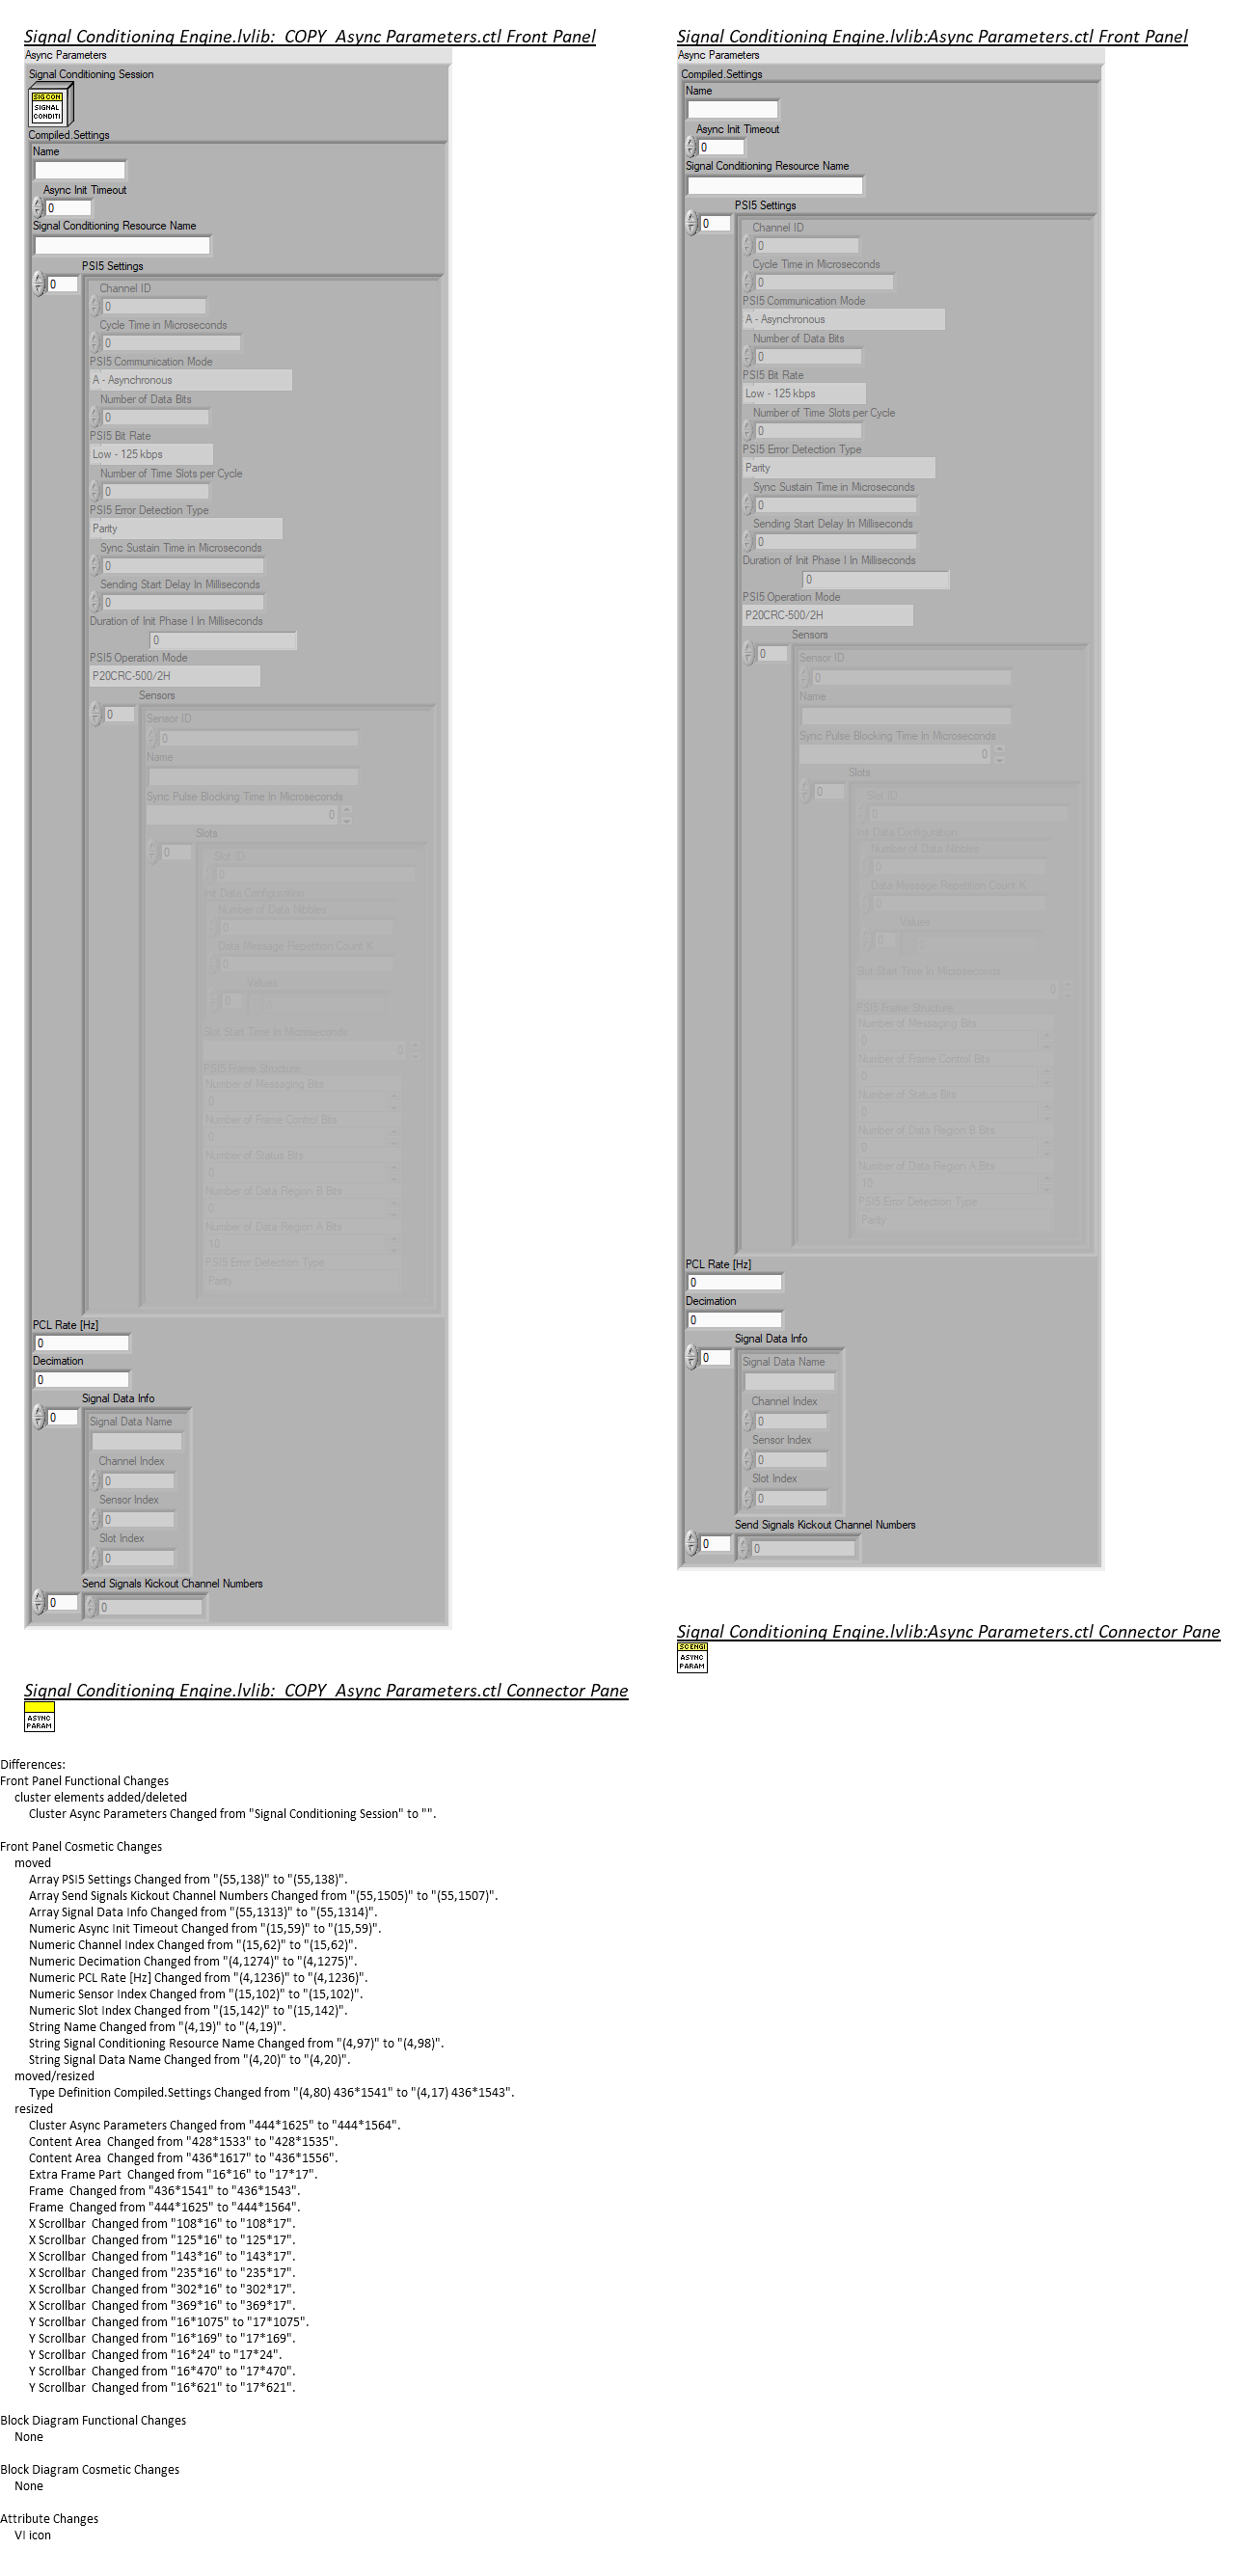 Signal Conditioning Engine.lvlib:  COPY  Async Parameters.ctl Front Panel
Async Parameters
Signal Conditioning Session
SIGCON
SIGNAL
CONDITI
Compiled.Settings
Name
Async Init Timeout
0
Signal Conditioning Resource Name
PSI5 Settings
0
Channel ID
0
Cycle Time in Microseconds
0
PSI5 Communication Mode
A - Asynchronous
Number of Data Bits
0
PSI5 Bit Rate
Low - 125 kbps
Number of Time Slots per Cycle
0
PSI5 Error Detection Type
Parity
Sync Sustain Time in Microseconds
0
Sending Start Delay In Milliseconds
0
Duration of Init Phase I In Milliseconds
0
PSI5 Operation Mode
P20CRC-500/2H
Sensors
0
Sensor ID
0
Name
Sync Pulse Blocking Time In Microseconds
0
Slots
0
Slot ID
0
Init Data Configuration
Number of Data Nibbles
0
Data Message Repetition Count K
0
Values
0
0
Slot Start Time In Microseconds
0
PSI5 Frame Structure
Number of Messaging Bits
0
Number of Frame Control Bits
0
Number of Status Bits
0
Number of Data Region B Bits
0
Number of Data Region A Bits
10
PSI5 Error Detection Type
Parity
PCL Rate [Hz]
0
Decimation
0
Signal Data Info
0
Signal Data Name
Channel Index
0
Sensor Index
0
Slot Index
0
Send Signals Kickout Channel Numbers
0
0
Signal Conditioning Engine.lvlib:  COPY  Async Parameters.ctl Connector Pane
ASYNC
PARAM
Signal Conditioning Engine.lvlib:Async Parameters.ctl Front Panel
Async Parameters
Compiled.Settings
Name
Async Init Timeout
0
Signal Conditioning Resource Name
PSI5 Settings
0
Channel ID
0
Cycle Time in Microseconds
0
PSI5 Communication Mode
A - Asynchronous
Number of Data Bits
0
PSI5 Bit Rate
Low - 125 kbps
Number of Time Slots per Cycle
0
PSI5 Error Detection Type
Parity
Sync Sustain Time in Microseconds
0
Sending Start Delay In Milliseconds
0
Duration of Init Phase I In Milliseconds
0
PSI5 Operation Mode
P20CRC-500/2H
Sensors
0
Sensor ID
0
Name
Sync Pulse Blocking Time In Microseconds
0
Slots
0
Slot ID
0
Init Data Configuration
Number of Data Nibbles
0
Data Message Repetition Count K
0
Values
0
Slot Start Time In Microseconds
0
PSI5 Frame Structure
Number of Messaging Bits
0
Number of Frame Control Bits
0
Number of Status Bits
0
Number of Data Region B Bits
0
Number of Data Region A Bits
10
PSI5 Error Detection Type
Parity
PCL Rate [Hz]
0
Decimation
0
Signal Data Info
0
Signal Data Name
Channel Index
0
Sensor Index
0
Slot Index
0
Send Signals Kickout Channel Numbers
0
0
Signal Conditioning Engine.lvlib:Async Parameters.ctl Connector Pane
SCENGI
ASYNC
PARAM
Differences:
Front Panel Functional Changes
cluster elements added/deleted
Cluster Async Parameters Changed from "Signal Conditioning Session" to "".
Front Panel Cosmetic Changes
moved
Array PSI5 Settings Changed from "(55,138)" to "(55,138)".
Array Send Signals Kickout Channel Numbers Changed from "(55,1505)" to "(55,1507)".
Array Signal Data Info Changed from "(55,1313)" to "(55,1314)".
Numeric Async Init Timeout Changed from "(15,59)" to "(15,59)".
Numeric Channel Index Changed from "(15,62)" to "(15,62)".
Numeric Decimation Changed from "(4,1274)" to "(4,1275)".
Numeric PCL Rate [Hz] Changed from "(4,1236)" to "(4,1236)".
Numeric Sensor Index Changed from "(15,102)" to "(15,102)".
Numeric Slot Index Changed from "(15,142)" to "(15,142)".
String Name Changed from "(4,19)" to "(4,19)".
String Signal Conditioning Resource Name Changed from "(4,97)" to "(4,98)".
String Signal Data Name Changed from "(4,20)" to "(4,20)".
moved/resized
Type Definition Compiled.Settings Changed from "(4,80) 436*1541" to "(4,17) 436*1543".
resized
Cluster Async Parameters Changed from "444*1625" to "444*1564".
Content Area  Changed from "428*1533" to "428*1535".
Content Area  Changed from "436*1617" to "436*1556".
Extra Frame Part  Changed from "16*16" to "17*17".
Frame  Changed from "436*1541" to "436*1543".
Frame  Changed from "444*1625" to "444*1564".
X Scrollbar  Changed from "108*16" to "108*17".
X Scrollbar  Changed from "125*16" to "125*17".
X Scrollbar  Changed from "143*16" to "143*17".
X Scrollbar  Changed from "235*16" to "235*17".
X Scrollbar  Changed from "302*16" to "302*17".
X Scrollbar  Changed from "369*16" to "369*17".
Y Scrollbar  Changed from "16*1075" to "17*1075".
Y Scrollbar  Changed from "16*169" to "17*169".
Y Scrollbar  Changed from "16*24" to "17*24".
Y Scrollbar  Changed from "16*470" to "17*470".
Y Scrollbar  Changed from "16*621" to "17*621".
Block Diagram Functional Changes
None
Block Diagram Cosmetic Changes
None
Attribute Changes
VI icon